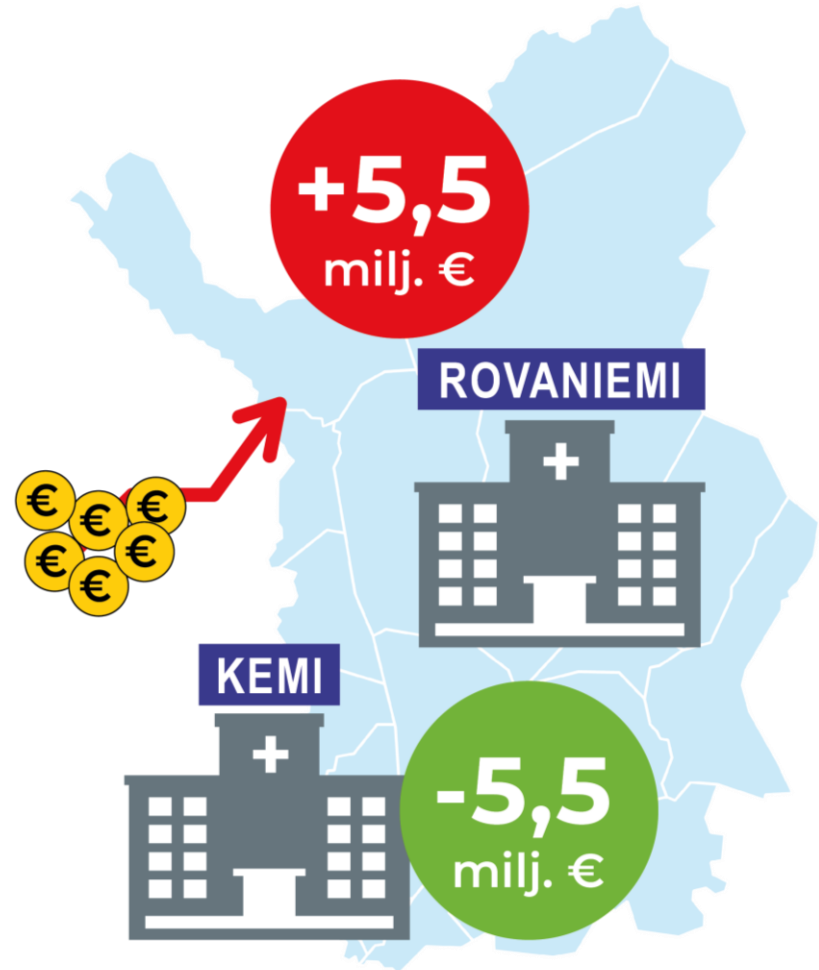 +5,5
milj. €
ROVANIEMI
€
€
€
€
€
€
KEMI
-5,5
milj. €